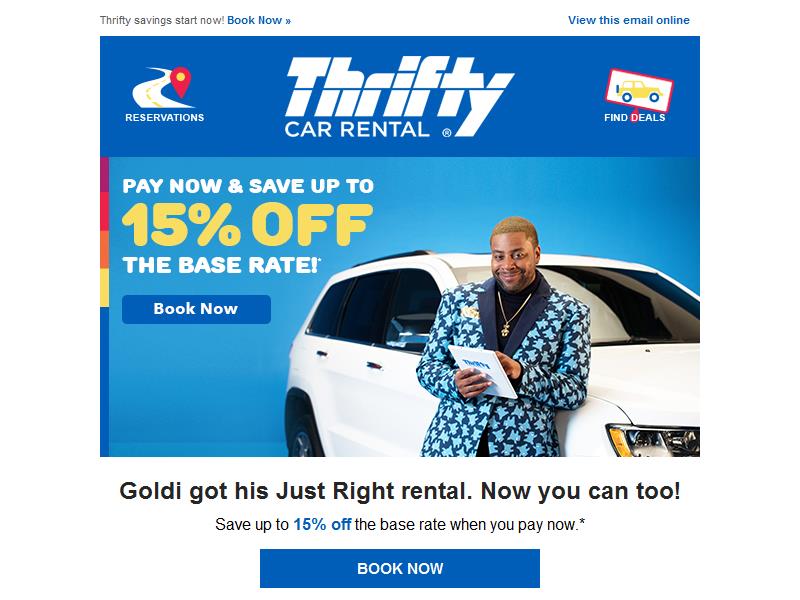 Thrifty savings start now! Book Now »
View this email online
Thrifty
CAR RENTAL ®
RESERVATIONS
FIND DEALS
PAY NOW & SAVE UP TO
15% OFF
THE BASE RATE!*
Book Now
Thrifty
Goldi got his Just Right rental. Now you can too!
Save up to 15% off the base rate when you pay now.*
BOOK NOW